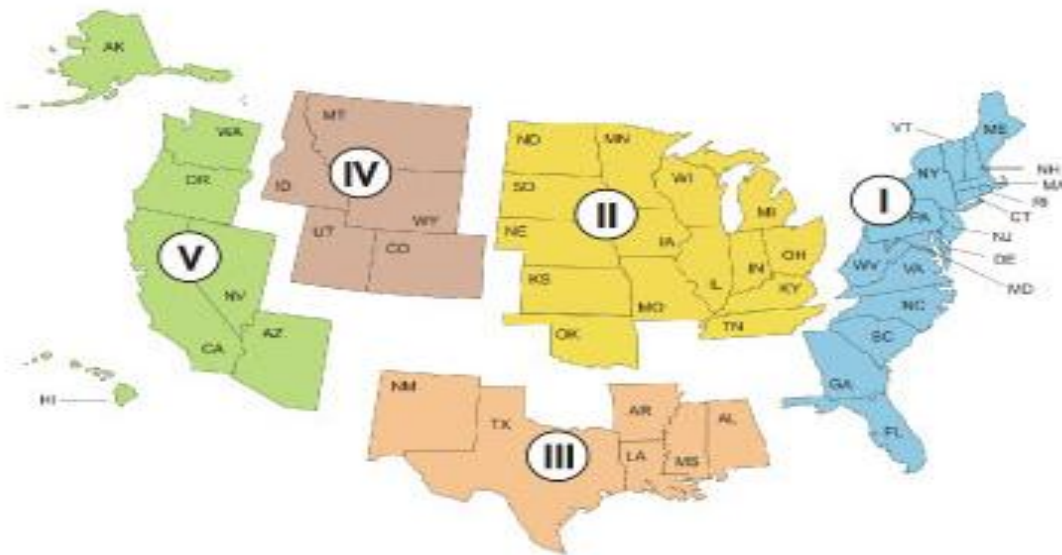 AK
WA
OR
V
NV
CA
AZ
HI
MT
IV
ID
WY
UT
CO
ND
MN
SD
II
WI
MI
NE
IA
OH
IL
IN
KS
MO
KY
TN
OK
NM
TX
AR
AL
III
LA
MS
VT
ME
NY
NH
I
MA
RI
CT
PA
NJ
DE
MD
WV
VA
NC
SC
GA
FL